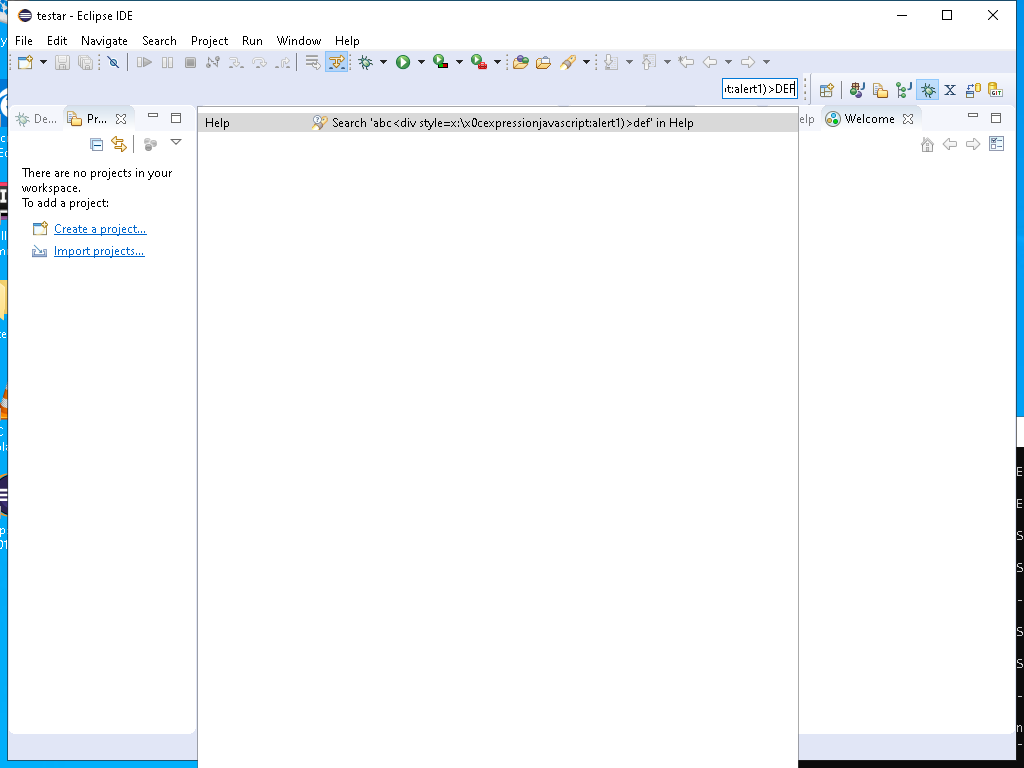 testar - Eclipse IDE
File Edit Navigate Search Project Run Window Help
t:alert1)>DEF
De... Pr... elp Welcome
Help Search 'abc<div style=x:\x0cexpressionjavascript:alert1)>def' in Help
There are no projects in your
workspace.
To add a project:
Create a project...
Import projects...